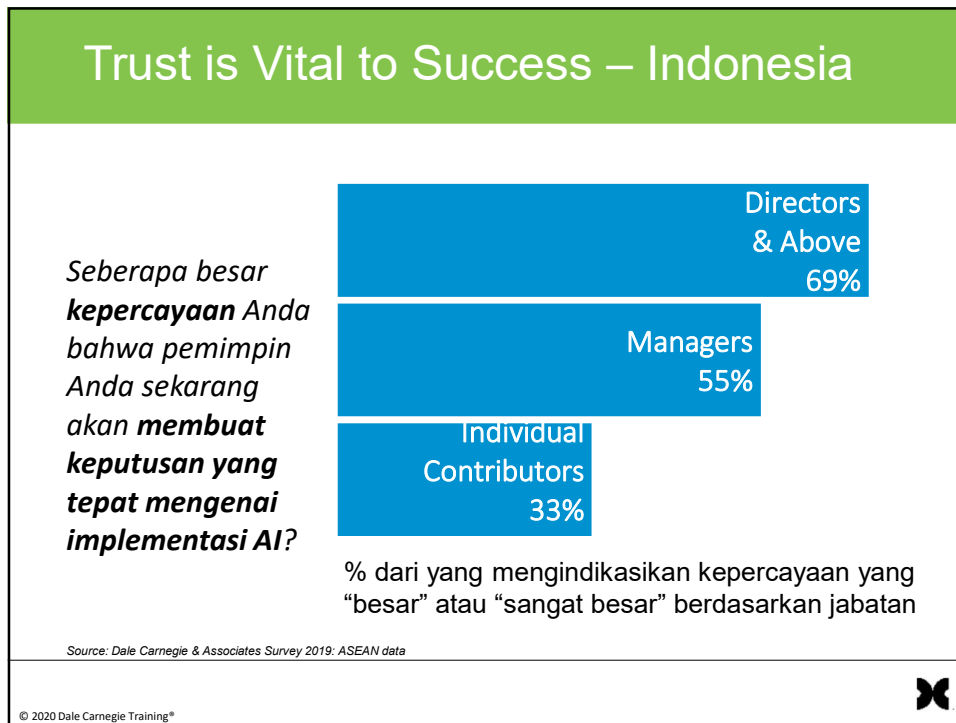 Trust is Vital to Success – Indonesia
Seberapa besar
kepercayaan Anda
bahwa pemimpin
Anda sekarang
akan membuat
keputusan yang
tepat mengenai
implementasi AI?
Directors
& Above
69%
Managers
55%
Individual
Contributors
33%
% dari yang mengindikasikan kepercayaan yang
“besar” atau “sangat besar” berdasarkan jabatan
Source: Dale Carnegie & Associates Survey 2019: ASEAN data
© 2020 Dale Carnegie Training®